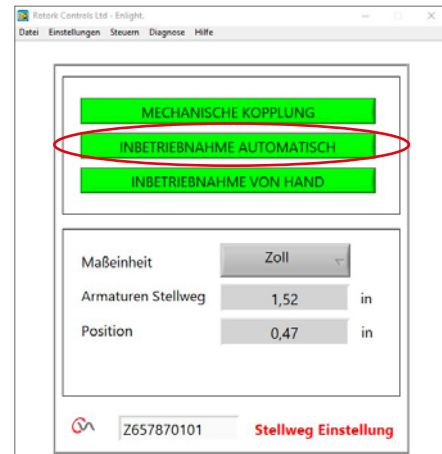 Rotork Controls Ltd - Enlight.
Datei Einstellungen Steuern Diagnose Hilfe
MECHANISCHE KOPPLUNG
INBETRIEBNAHME AUTOMATISCH
INBETRIEBNAHME VON HAND
Maßeinheit Zoll
Armaturen Stellweg 1,52 in
Position 0,47 in
Z657870101 Stellweg Einstellung